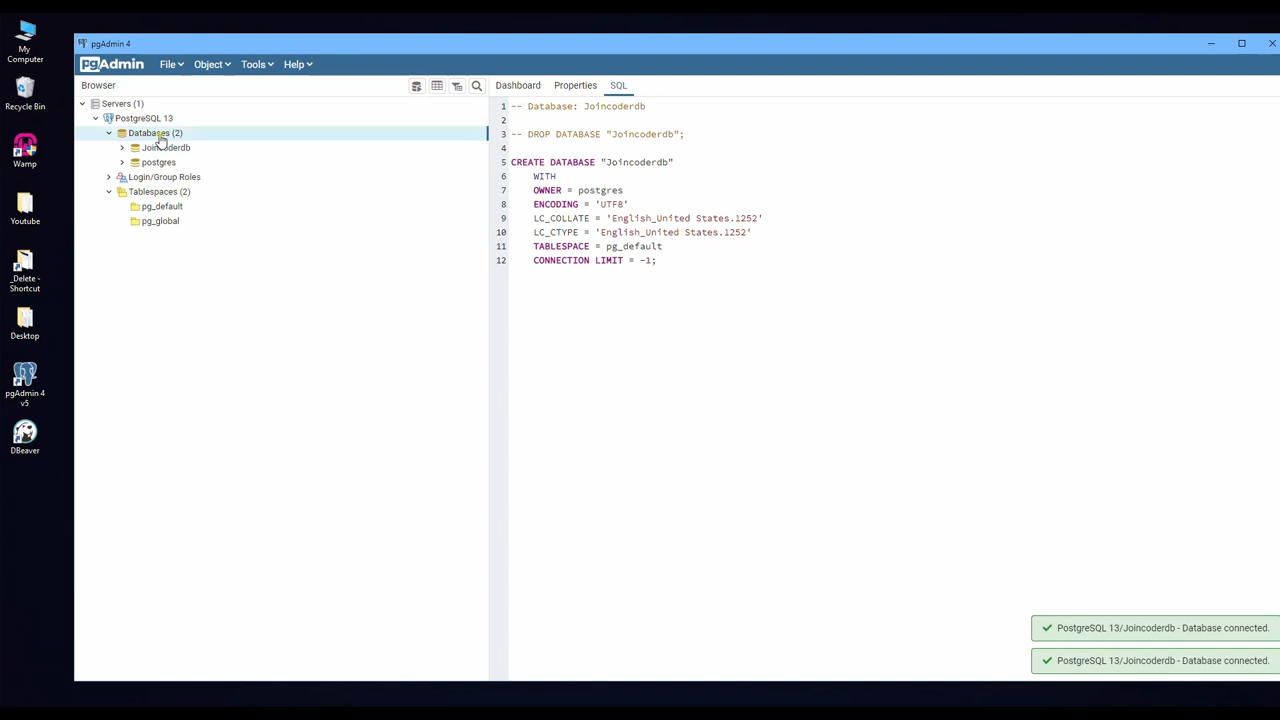 My
Computer
Recycle Bin
Wamp
Youtube
_Delete -
Shortcut
Desktop
pgAdmin 4
v5
DBeaver
pgAdmin 4
pgAdmin
File
Object
Tools
Help
Browser
Dashboard
Properties
SQL
Servers (1)
PostgreSQL 13
Databases (2)
Joincoderdb
postgres
Login/Group Roles
Tablespaces (2)
pg_default
pg_global
1 -- Database: Joincoderdb
2
3 -- DROP DATABASE "Joincoderdb";
4
5 CREATE DATABASE "Joincoderdb"
6 WITH
7 OWNER = postgres
8 ENCODING = 'UTF8'
9 LC_COLLATE = 'English_United States.1252'
10 LC_CTYPE = 'English_United States.1252'
11 TABLESPACE = pg_default
12 CONNECTION LIMIT = -1;
PostgreSQL 13/Joincoderdb - Database connected.
PostgreSQL 13/Joincoderdb - Database connected.